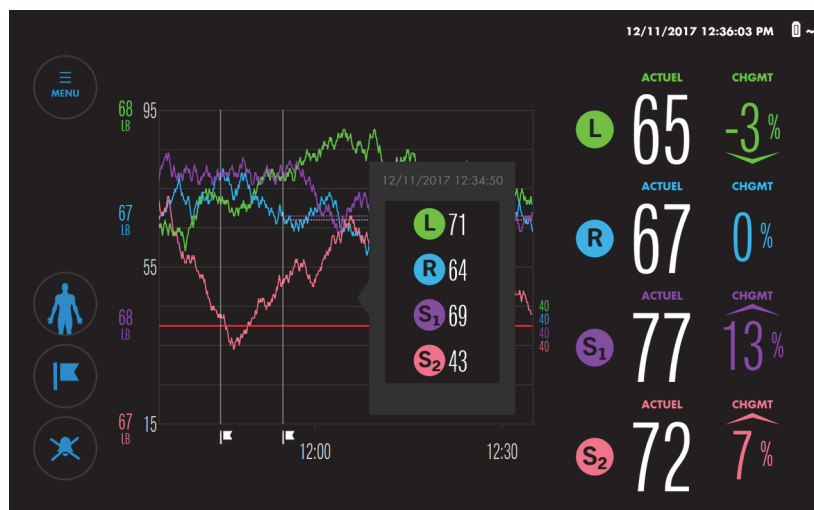 12/11/2017 12:36:03 PM
MENU
68
LB
67
LB
68
LB
67
LB
95
55
15
12:00
12:30
40
40
40
40
12/11/2017 12:34:50
L 71
R 64
S1 69
S2 43
ACTUEL CHGMT
L 65 -3 %
ACTUEL CHGMT
R 67 0 %
ACTUEL CHGMT
S1 77 13 %
ACTUEL CHGMT
S2 72 7 %